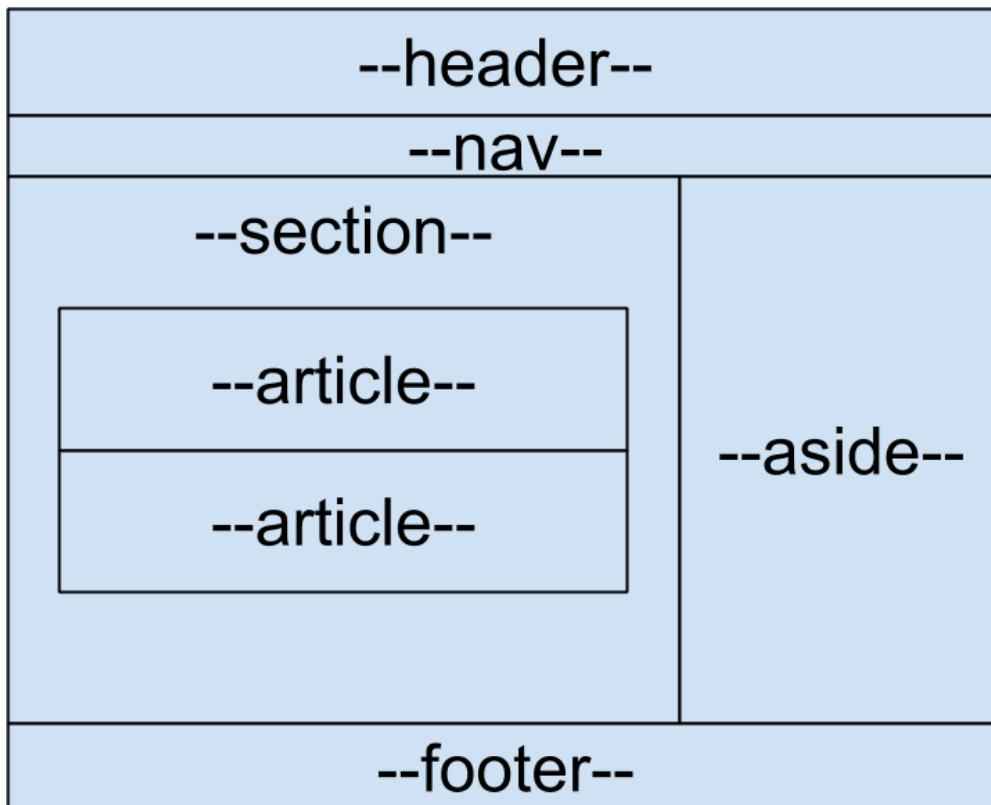 --header--
--nav--
--section--
--article--
--article--
--aside--
--footer--